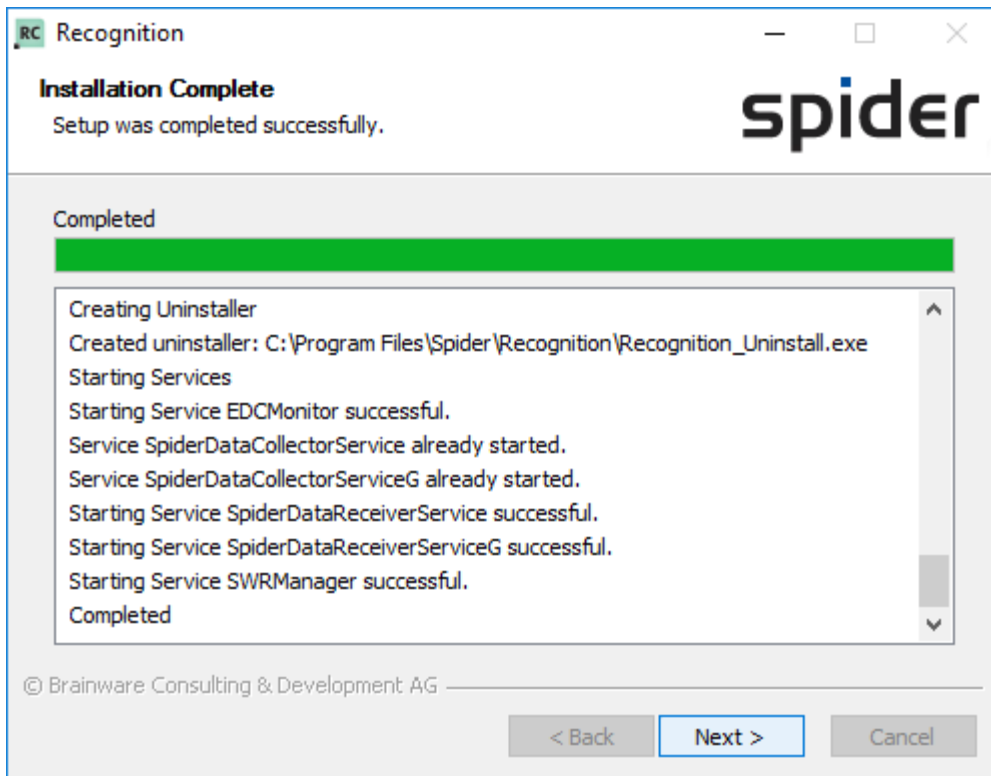 RC Recognition
Installation Complete
Setup was completed successfully.
spider
Completed
Creating Uninstaller
Created uninstaller: C:\Program Files\Spider\Recognition\Recognition_Uninstall.exe
Starting Services
Starting Service EDCMonitor successful.
Service SpiderDataCollectorService already started.
Service SpiderDataCollectorServiceG already started.
Starting Service SpiderDataReceiverService successful.
Starting Service SpiderDataReceiverServiceG successful.
Starting Service SWRManager successful.
Completed
© Brainware Consulting & Development AG
< Back Next > Cancel